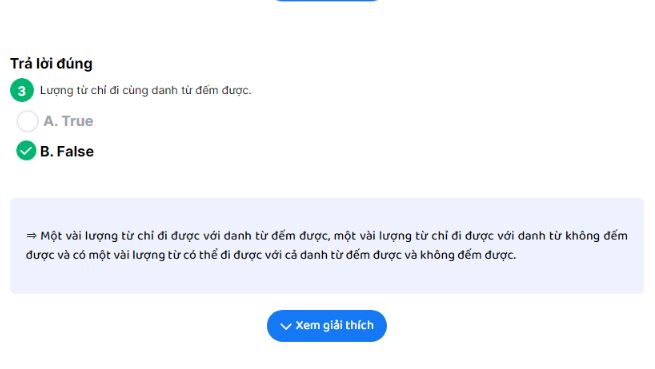 Trả lời đúng
3 Lượng từ chỉ đi cùng danh từ đếm được.
A. True
B. False
⇒ Một vài lượng từ chỉ đi được với danh từ đếm được, một vài lượng từ chỉ đi được với danh từ không đếm
được và có một vài lượng từ có thể đi được với cả danh từ đếm được và không đếm được.
Xem giải thích